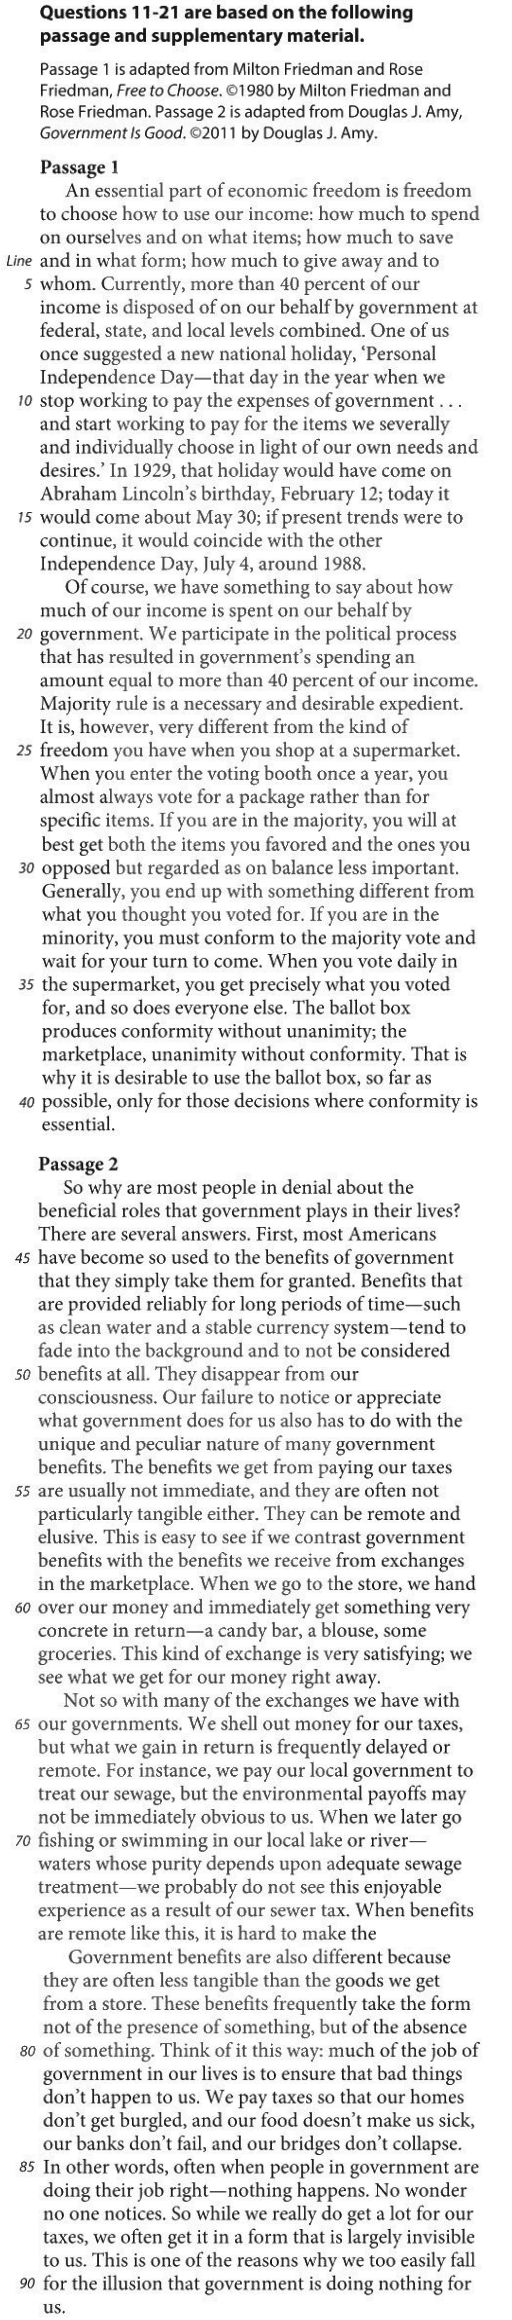 Questions 11-21 are based on the following
passage and supplementary material.
Passage 1 is adapted from Milton Friedman and Rose
Friedman, Free to Choose. ©1980 by Milton Friedman and
Rose Friedman. Passage 2 is adapted from Douglas J. Amy,
Government Is Good. ©2011 by Douglas J. Amy.
Passage 1
An essential part of economic freedom is freedom
to choose how to use our income: how much to spend
on ourselves and on what items; how much to save
Line and in what form; how much to give away and to
5 whom. Currently, more than 40 percent of our
income is disposed of on our behalf by government at
federal, state, and local levels combined. One of us
once suggested a new national holiday, ‘Personal
Independence Day—that day in the year when we
10 stop working to pay the expenses of government . . .
and start working to pay for the items we severally
and individually choose in light of our own needs and
desires.’ In 1929, that holiday would have come on
Abraham Lincoln’s birthday, February 12; today it
15 would come about May 30; if present trends were to
continue, it would coincide with the other
Independence Day, July 4, around 1988.
Of course, we have something to say about how
much of our income is spent on our behalf by
20 government. We participate in the political process
that has resulted in government’s spending an
amount equal to more than 40 percent of our income.
Majority rule is a necessary and desirable expedient.
It is, however, very different from the kind of
25 freedom you have when you shop at a supermarket.
When you enter the voting booth once a year, you
almost always vote for a package rather than for
specific items. If you are in the majority, you will at
best get both the items you favored and the ones you
30 opposed but regarded as on balance less important.
Generally, you end up with something different from
what you thought you voted for. If you are in the
minority, you must conform to the majority vote and
wait for your turn to come. When you vote daily in
35 the supermarket, you get precisely what you voted
for, and so does everyone else. The ballot box
produces conformity without unanimity; the
marketplace, unanimity without conformity. That is
why it is desirable to use the ballot box, so far as
40 possible, only for those decisions where conformity is
essential.
Passage 2
So why are most people in denial about the
beneficial roles that government plays in their lives?
There are several answers. First, most Americans
45 have become so used to the benefits of government
that they simply take them for granted. Benefits that
are provided reliably for long periods of time—such
as clean water and a stable currency system—tend to
fade into the background and to not be considered
50 benefits at all. They disappear from our
consciousness. Our failure to notice or appreciate
what government does for us also has to do with the
unique and peculiar nature of many government
benefits. The benefits we get from paying our taxes
55 are usually not immediate, and they are often not
particularly tangible either. They can be remote and
elusive. This is easy to see if we contrast government
benefits with the benefits we receive from exchanges
in the marketplace. When we go to the store, we hand
60 over our money and immediately get something very
concrete in return—a candy bar, a blouse, some
groceries. This kind of exchange is very satisfying; we
see what we get for our money right away.
Not so with many of the exchanges we have with
65 our governments. We shell out money for our taxes,
but what we gain in return is frequently delayed or
remote. For instance, we pay our local government to
treat our sewage, but the environmental payoffs may
not be immediately obvious to us. When we later go
70 fishing or swimming in our local lake or river—
waters whose purity depends upon adequate sewage
treatment—we probably do not see this enjoyable
experience as a result of our sewer tax. When benefits
are remote like this, it is hard to make the
Government benefits are also different because
they are often less tangible than the goods we get
from a store. These benefits frequently take the form
not of the presence of something, but of the absence
80 of something. Think of it this way: much of the job of
government in our lives is to ensure that bad things
don’t happen to us. We pay taxes so that our homes
don’t get burgled, and our food doesn’t make us sick,
our banks don’t fail, and our bridges don’t collapse.
85 In other words, often when people in government are
doing their job right—nothing happens. No wonder
no one notices. So while we really do get a lot for our
taxes, we often get it in a form that is largely invisible
to us. This is one of the reasons why we too easily fall
90 for the illusion that government is doing nothing for
us.